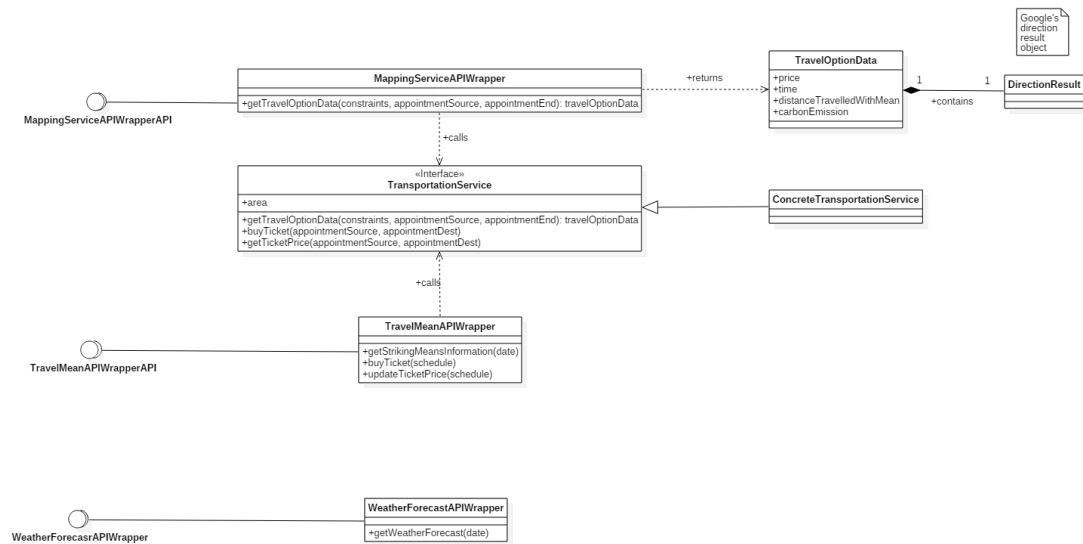 Google's
direction
result
object
MappingServiceAPIWrapper
+getTravelOptionData(constraints, appointmentSource, appointmentEnd): travelOptionData
MappingServiceAPIWrapperAPI
+returns
TravelOptionData
+price
+time
+distanceTravelledWithMean
+carbonEmission
1
1
+contains
DirectionResult
+calls
«Interface»
TransportationService
+area
+getTravelOptionData(constraints, appointmentSource, appointmentEnd): travelOptionData
+buyTicket(appointmentSource, appointmentDest)
+getTicketPrice(appointmentSource, appointmentDest)
ConcreteTransportationService
+calls
TravelMeanAPIWrapper
+getStrikingMeansInformation(date)
+buyTicket(schedule)
+updateTicketPrice(schedule)
TravelMeanAPIWrapperAPI
WeatherForecastAPIWrapper
+getWeatherForecast(date)
WeatherForecasrAPIWrapper